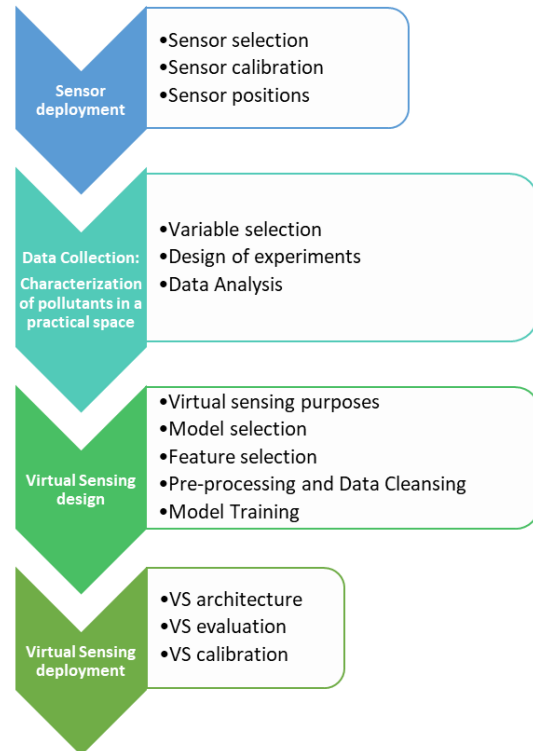 Sensor
deployment
•Sensor selection
•Sensor calibration
•Sensor positions
Data Collection:
Characterization
of pollutants in a
practical space
•Variable selection
•Design of experiments
•Data Analysis
Virtual Sensing
design
•Virtual sensing purposes
•Model selection
•Feature selection
•Pre-processing and Data Cleansing
•Model Training
Virtual Sensing
deployment
•VS architecture
•VS evaluation
•VS calibration